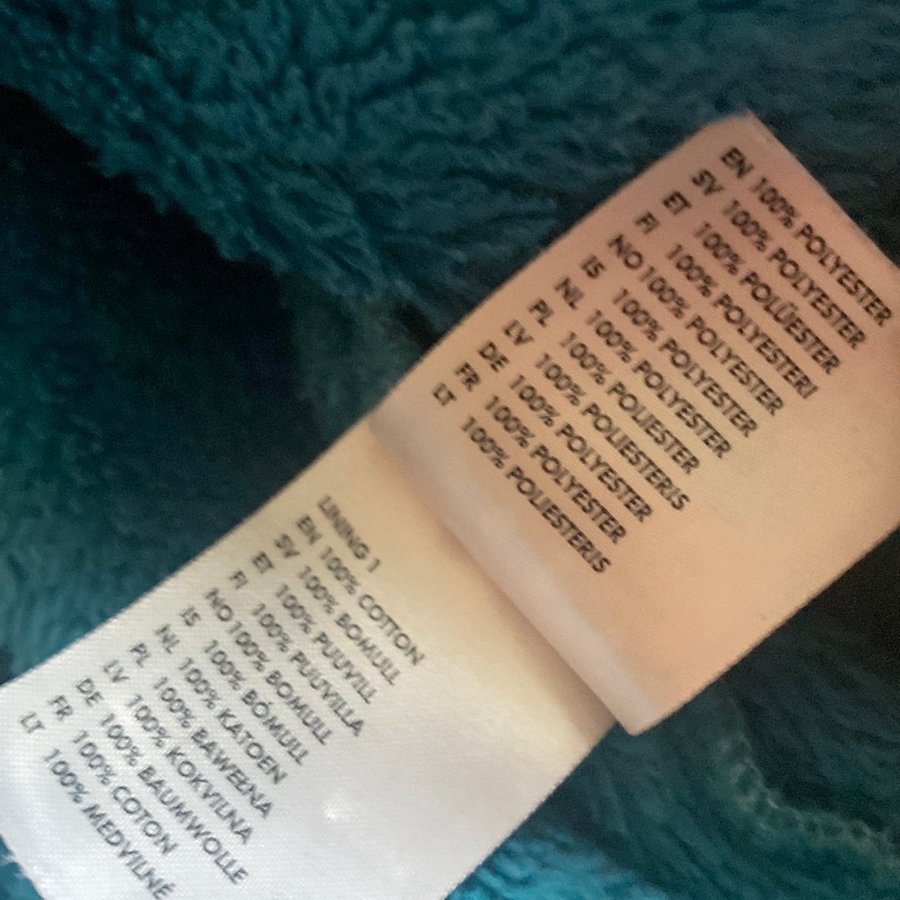 EN 100% POLYESTER
SV 100% POLYESTER
ET 100% POLÜESTER
FI 100% POLYESTERI
NO 100% POLYESTER
IS 100% POLYESTER
NL 100% POLYESTER
PL 100% POLIESTER
LV 100% POLIESTERIS
DE 100% POLYESTER
FR 100% POLYESTER
LT 100% POLIESTERIS
LINING 1
EN 100% COTTON
SV 100% BOMULL
ET 100% PUUVILL
FI 100% PUUVILLA
NO 100% BOMULL
IS 100% BÓMULL
NL 100% KATOEN
PL 100% BAWEŁNA
LV 100% KOKVILNA
DE 100% BAUMWOLLE
FR 100% COTON
LT 100% MEDVILNĖ